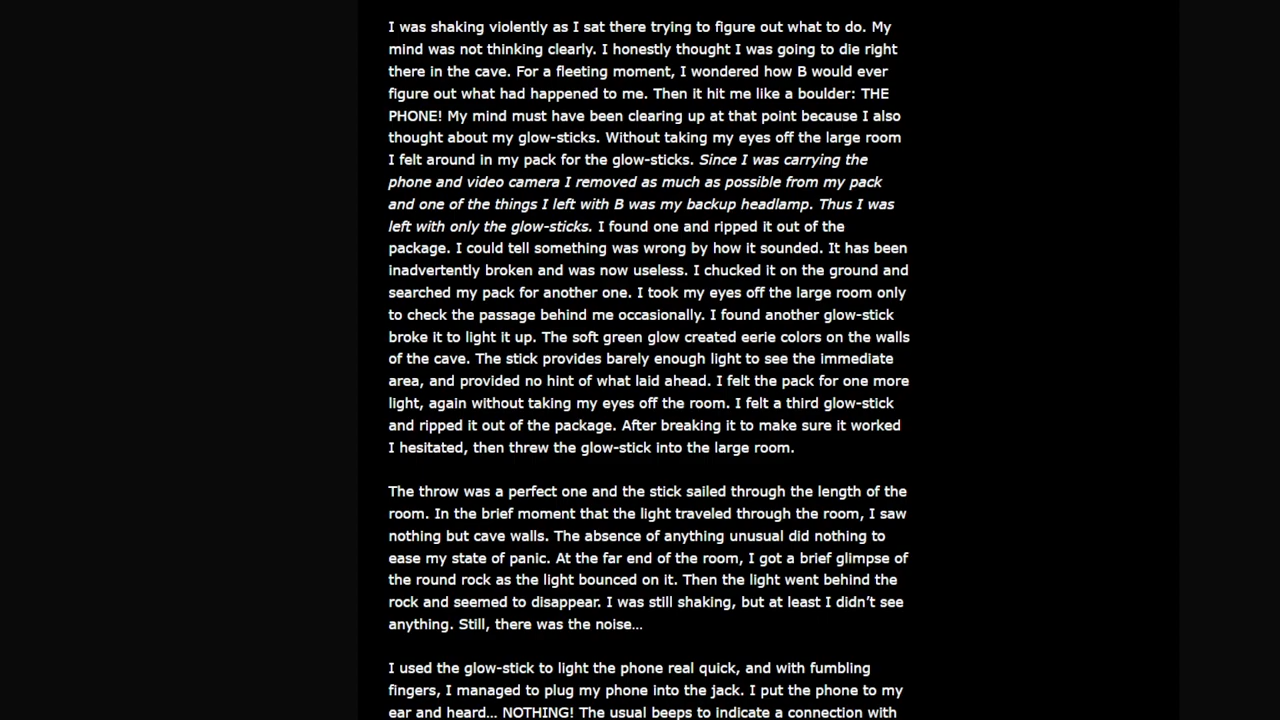 I was shaking violently as I sat there trying to figure out what to do. My
mind was not thinking clearly. I honestly thought I was going to die right
there in the cave. For a fleeting moment, I wondered how B would ever
figure out what had happened to me. Then it hit me like a boulder: THE
PHONE! My mind must have been clearing up at that point because I also
thought about my glow-sticks. Without taking my eyes off the large room
I felt around in my pack for the glow-sticks. Since I was carrying the
phone and video camera I removed as much as possible from my pack
and one of the things I left with B was my backup headlamp. Thus I was
left with only the glow-sticks. I found one and ripped it out of the
package. I could tell something was wrong by how it sounded. It has been
inadvertently broken and was now useless. I chucked it on the ground and
searched my pack for another one. I took my eyes off the large room only
to check the passage behind me occasionally. I found another glow-stick
broke it to light it up. The soft green glow created eerie colors on the walls
of the cave. The stick provides barely enough light to see the immediate
area, and provided no hint of what laid ahead. I felt the pack for one more
light, again without taking my eyes off the room. I felt a third glow-stick
and ripped it out of the package. After breaking it to make sure it worked
I hesitated, then threw the glow-stick into the large room.
The throw was a perfect one and the stick sailed through the length of the
room. In the brief moment that the light traveled through the room, I saw
nothing but cave walls. The absence of anything unusual did nothing to
ease my state of panic. At the far end of the room, I got a brief glimpse of
the round rock as the light bounced on it. Then the light went behind the
rock and seemed to disappear. I was still shaking, but at least I didn’t see
anything. Still, there was the noise…
I used the glow-stick to light the phone real quick, and with fumbling
fingers, I managed to plug my phone into the jack. I put the phone to my
ear and heard… NOTHING! The usual beeps to indicate a connection with